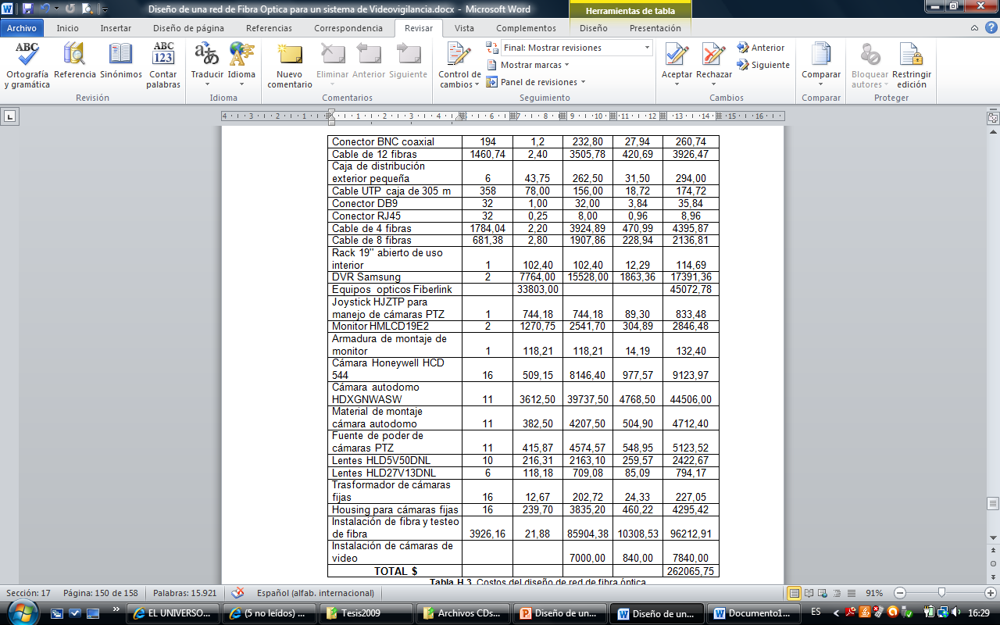 Diseño de una red de Fibra Optica para un sistema de Videovigilancia.docx - Microsoft Word
Herramientas de tabla
Archivo Inicio Insertar Diseño de página Referencias Correspondencia Revisar Vista Complementos Diseño Presentación
ABC Ortografía y gramática
Referencia
Sinónimos
ABC 123 Contar palabras
Revisión
Traducir
Idioma
Idioma
Nuevo comentario
Eliminar
Anterior
Siguiente
Comentarios
Control de cambios
Final: Mostrar revisiones
Mostrar marcas
Panel de revisiones
Seguimiento
Aceptar
Rechazar
Anterior
Siguiente
Cambios
Comparar
Comparar
Bloquear autores
Restringir edición
Proteger
4 3 2 1 1 2 3 4 6 7 8 9 10 11 12 13 14 15 16
Conector BNC coaxial 194 1,2 232,80 27,94 260,74
Cable de 12 fibras 1460,74 2,40 3505,78 420,69 3926,47
Caja de distribución
exterior pequeña 6 43,75 262,50 31,50 294,00
Cable UTP caja de 305 m 358 78,00 156,00 18,72 174,72
Conector DB9 32 1,00 32,00 3,84 35,84
Conector RJ45 32 0,25 8,00 0,96 8,96
Cable de 4 fibras 1784,04 2,20 3924,89 470,99 4395,87
Cable de 8 fibras 681,38 2,80 1907,86 228,94 2136,81
Rack 19" abierto de uso
interior 1 102,40 102,40 12,29 114,69
DVR Samsung 2 7764,00 15528,00 1863,36 17391,36
Equipos opticos Fiberlink 33803,00 45072,78
Joystick HJZTP para
manejo de cámaras PTZ 1 744,18 744,18 89,30 833,48
Monitor HMLCD19E2 2 1270,75 2541,70 304,89 2846,48
Armadura de montaje de
monitor 1 118,21 118,21 14,19 132,40
Cámara Honeywell HCD
544 16 509,15 8146,40 977,57 9123,97
Cámara autodomo
HDXGNWASW 11 3612,50 39737,50 4768,50 44506,00
Material de montaje
cámara autodomo 11 382,50 4207,50 504,90 4712,40
Fuente de poder de
cámaras PTZ 11 415,87 4574,57 548,95 5123,52
Lentes HLD5V50DNL 10 216,31 2163,10 259,57 2422,67
Lentes HLD27V13DNL 6 118,18 709,08 85,09 794,17
Trasformador de cámaras
fijas 16 12,67 202,72 24,33 227,05
Housing para cámaras fijas 16 239,70 3835,20 460,22 4295,42
Instalación de fibra y testeo
de fibra 3926,16 21,88 85904,38 10308,53 96212,91
Instalación de cámaras de
video 7000,00 840,00 7840,00
TOTAL $ 262065,75
Tabla H.3. Costos del diseño de red de fibra óptica
Sección: 17 Página: 150 de 158 Palabras: 15.921 Español (alfab. internacional) 91%
EL UNIVERSO... (5 no leídos) ... Tesis2009 Archivos CDs... Diseño de un... Diseño de un... Documento1... ES 16:29